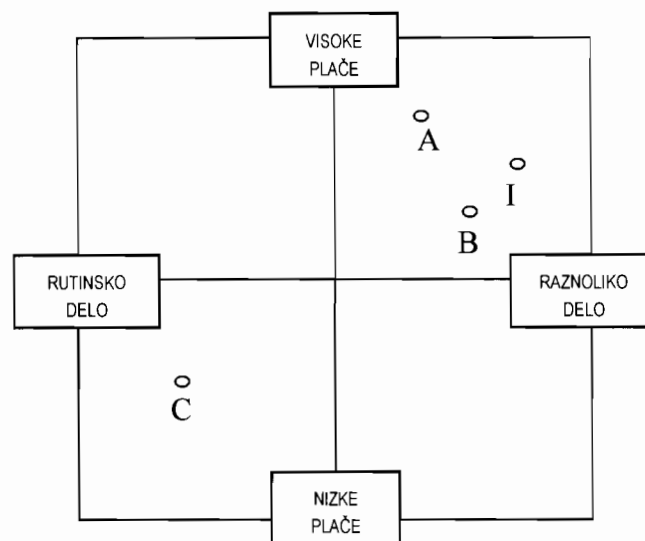 VISOKE
PLAČE
A
I
B
RUTINSKO
DELO
RAZNOLIKO
DELO
C
NIZKE
PLAČE